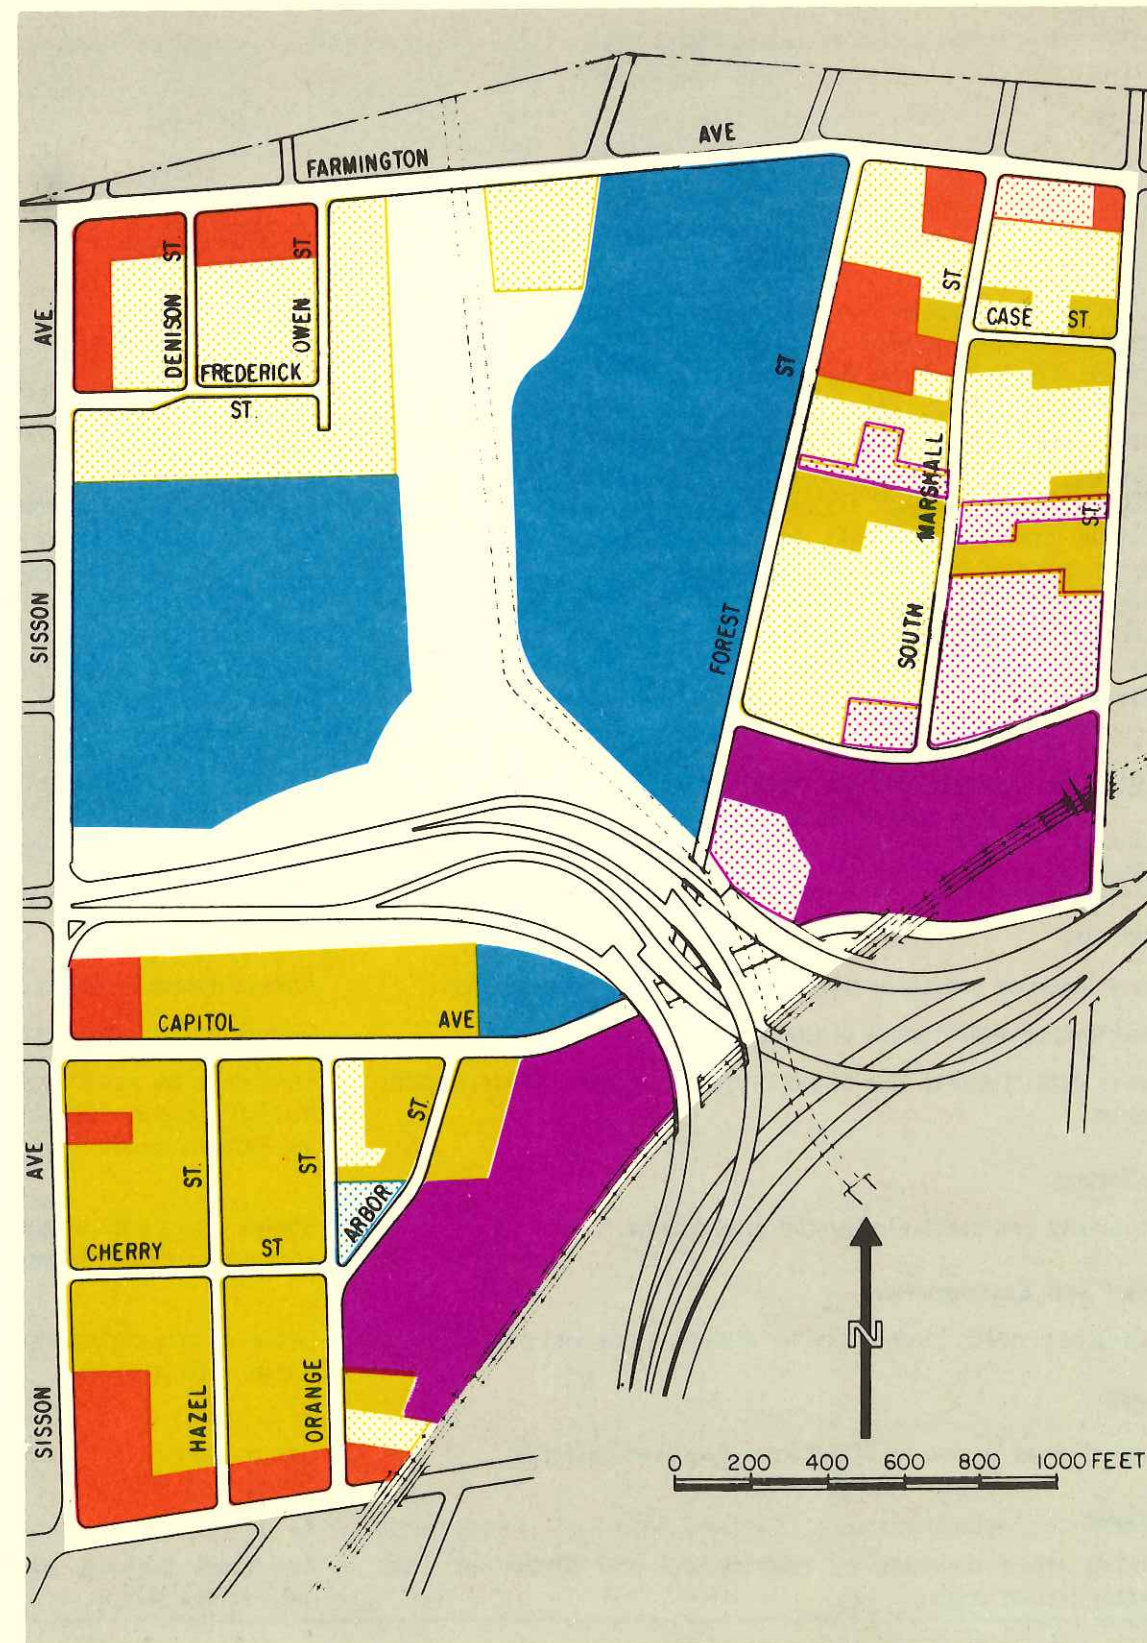 FARMINGTON AVE
DENISON ST
OWEN ST
FREDERICK ST.
CASE ST
FOREST ST
SOUTH MARSHALL ST
ST.
SISSON AVE.
CAPITOL AVE
SISSON AVE
ARBOR ST.
CHERRY ST
HAZEL ST.
ORANGE ST
N
0 200 400 600 800 1000 FEET